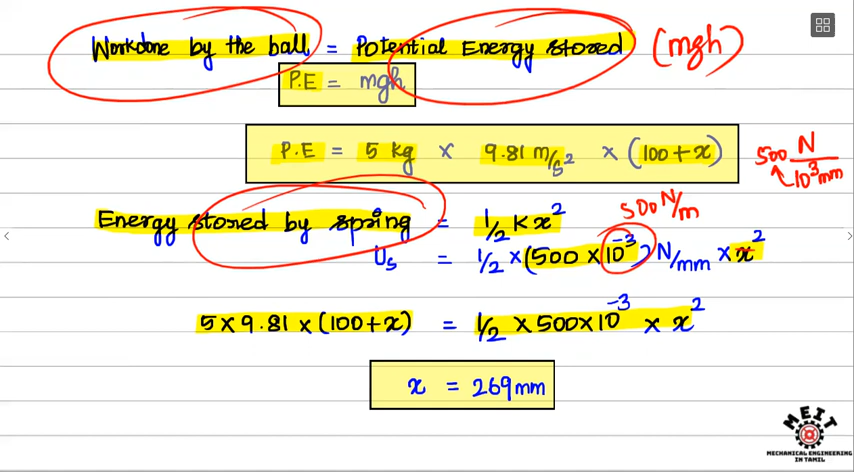 Workdone by the ball = Potential Energy stored (mgh)
P.E = mgh
P.E = 5 kg × 9.81 m/s² × (100 + x)
500 N/10³mm
Energy stored by spring = 1/2 K x²
500 N/m
Us = 1/2 × (500 × 10⁻³) N/mm × x²
5 × 9.81 × (100 + x) = 1/2 × 500 × 10⁻³ × x²
x = 269mm
MEIT
MECHANICAL ENGINEERING
IN TAMIL